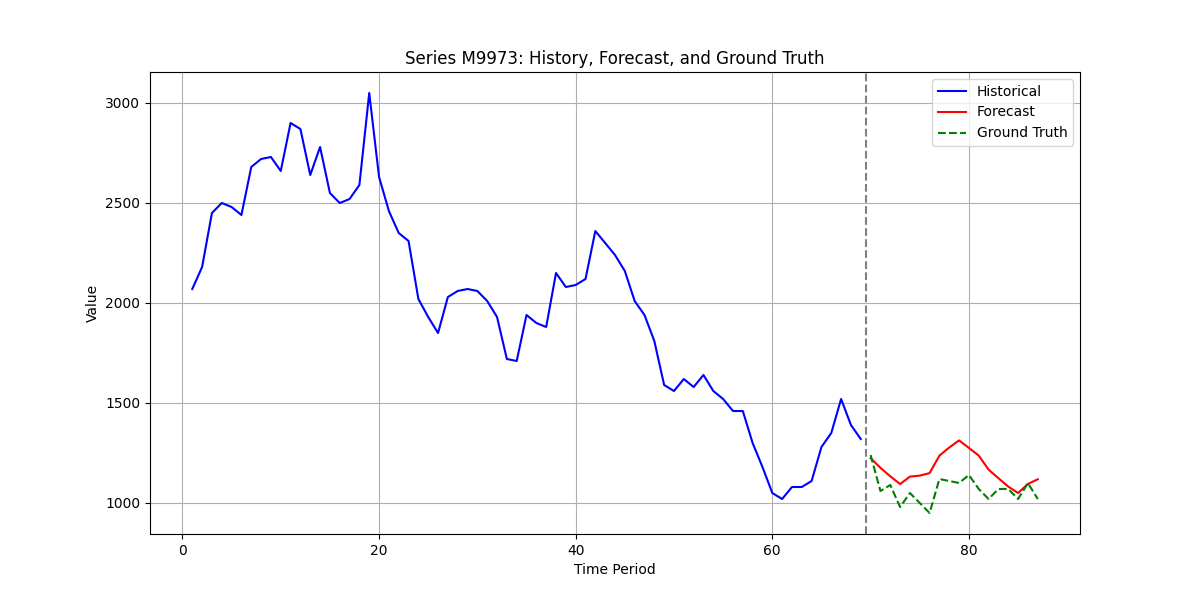 Series M9973: History, Forecast, and Ground Truth
Historical
Forecast
Ground Truth
Value
3000
2500
2000
1500
1000
0 20 40 60 80
Time Period